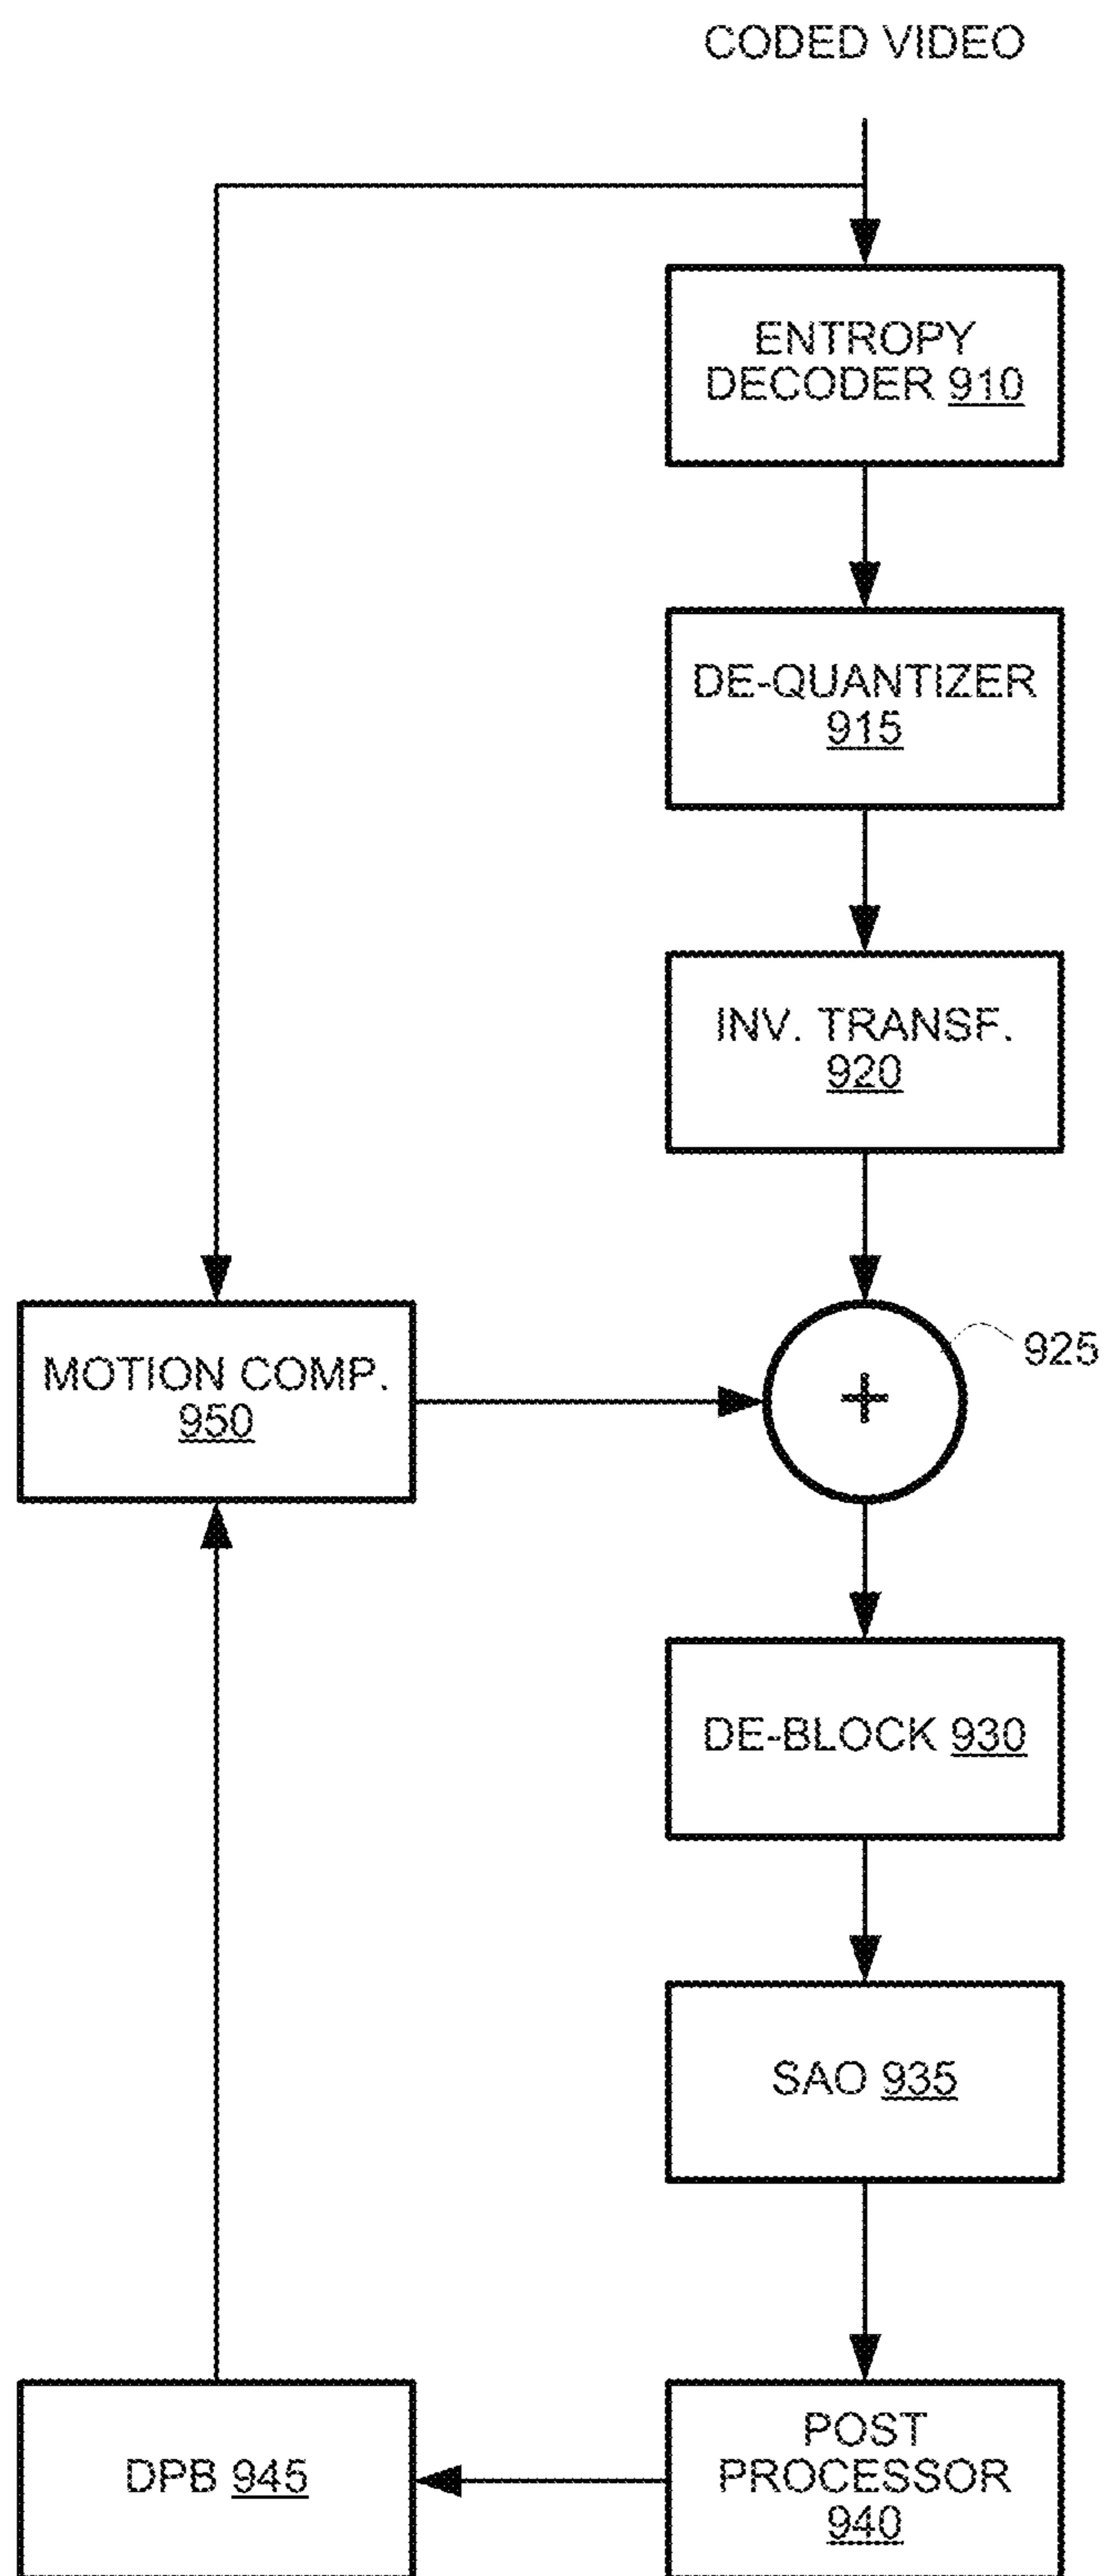 CODED VIDEO
ENTROPY
DECODER 910
DE-QUANTIZER
915
INV. TRANSF.
920
MOTION COMP.
950
+
925
DE-BLOCK 930
SAO 935
DPB 945
POST
PROCESSOR
940